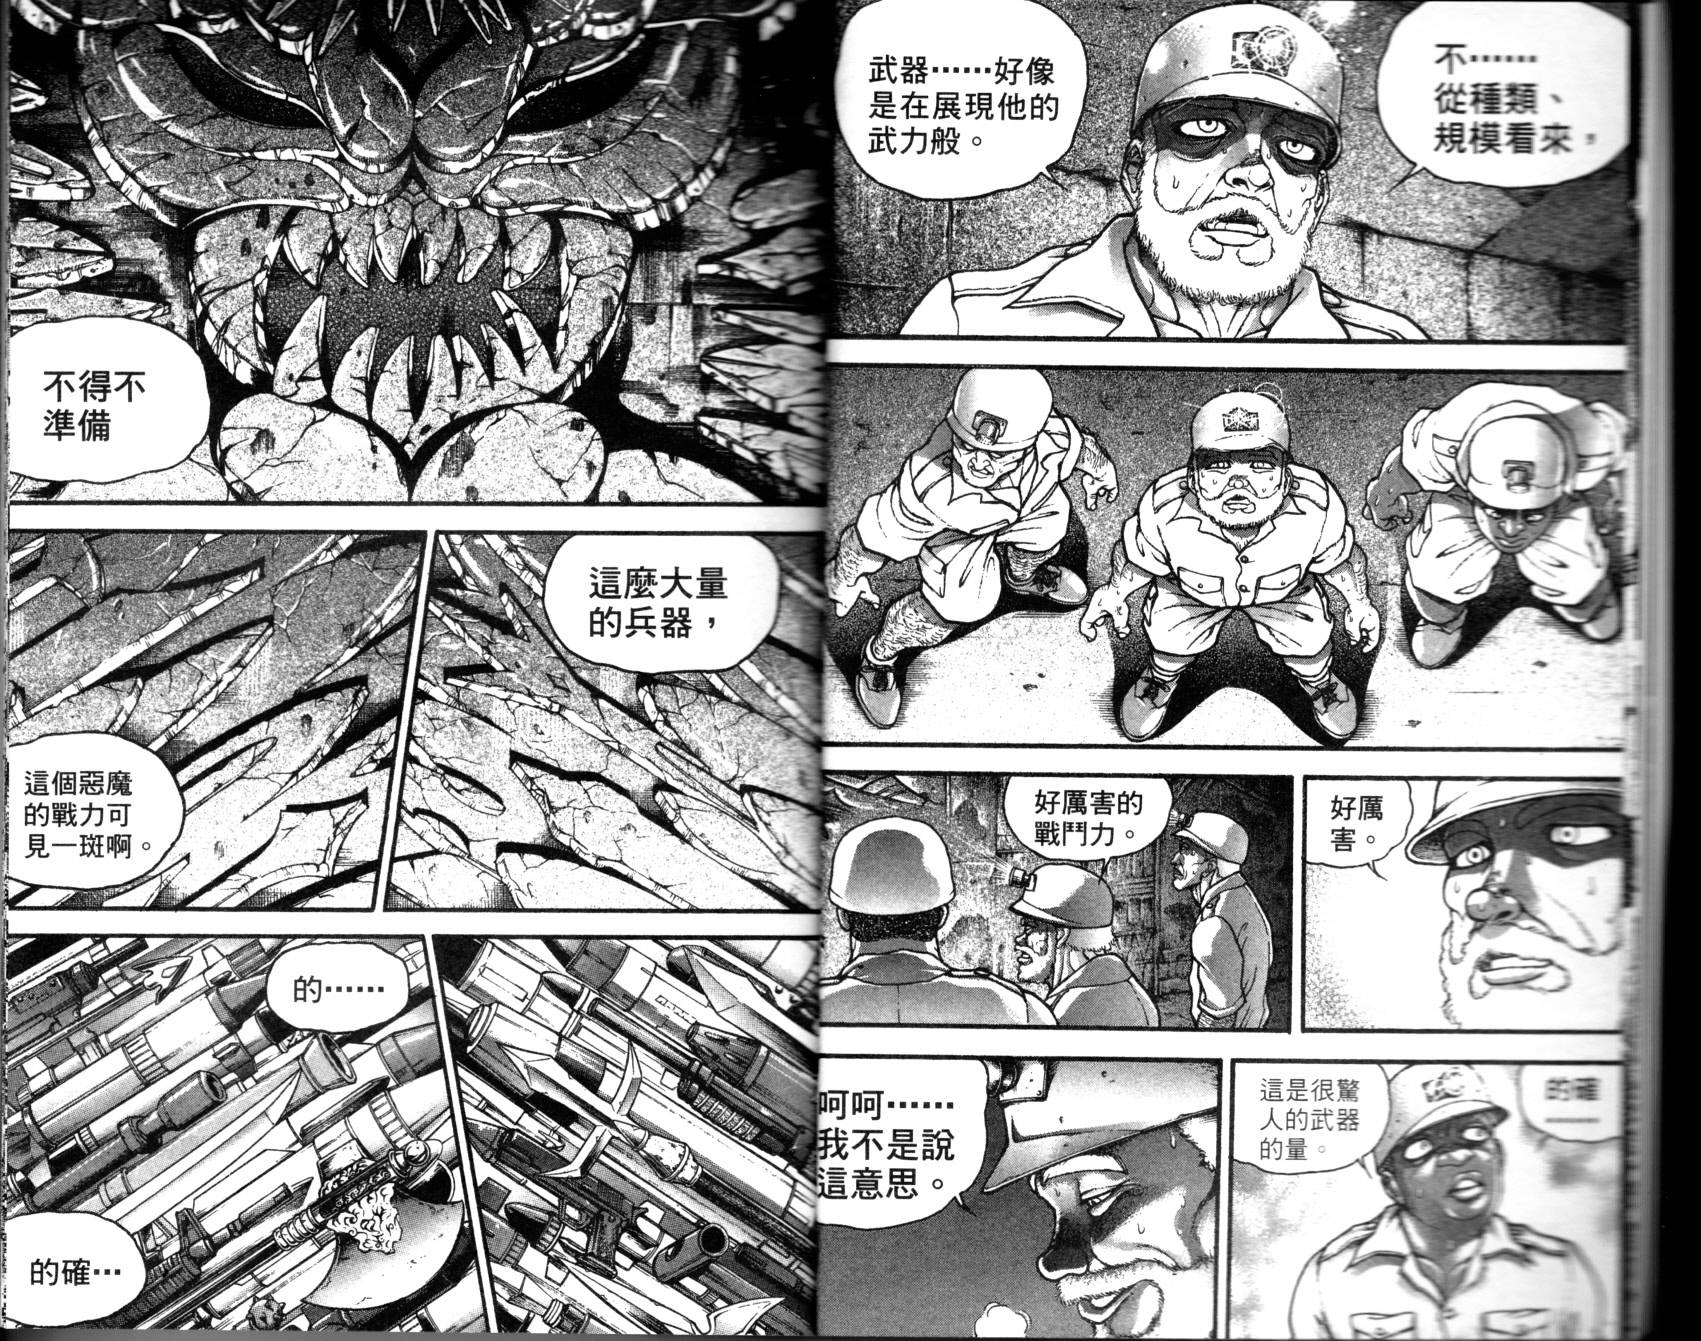 不……
從種類、
規模看來，
武器……好像
是在展現他的
武力般。
好厲
害。
好厲害的
戰鬥力。
的確
——
這是很驚
人的武器
的量。
呵呵……
我不是說
這意思。
不得不
準備
這麼大量
的兵器，
這個惡魔
的戰力可
見一斑啊。
的……
的確…